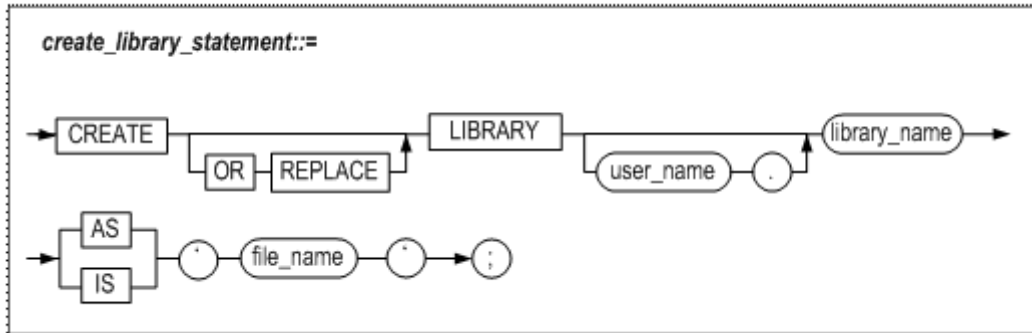 create_library_statement::=
CREATE LIBRARY library_name
OR REPLACE user_name .
AS
' file_name ' ;
IS